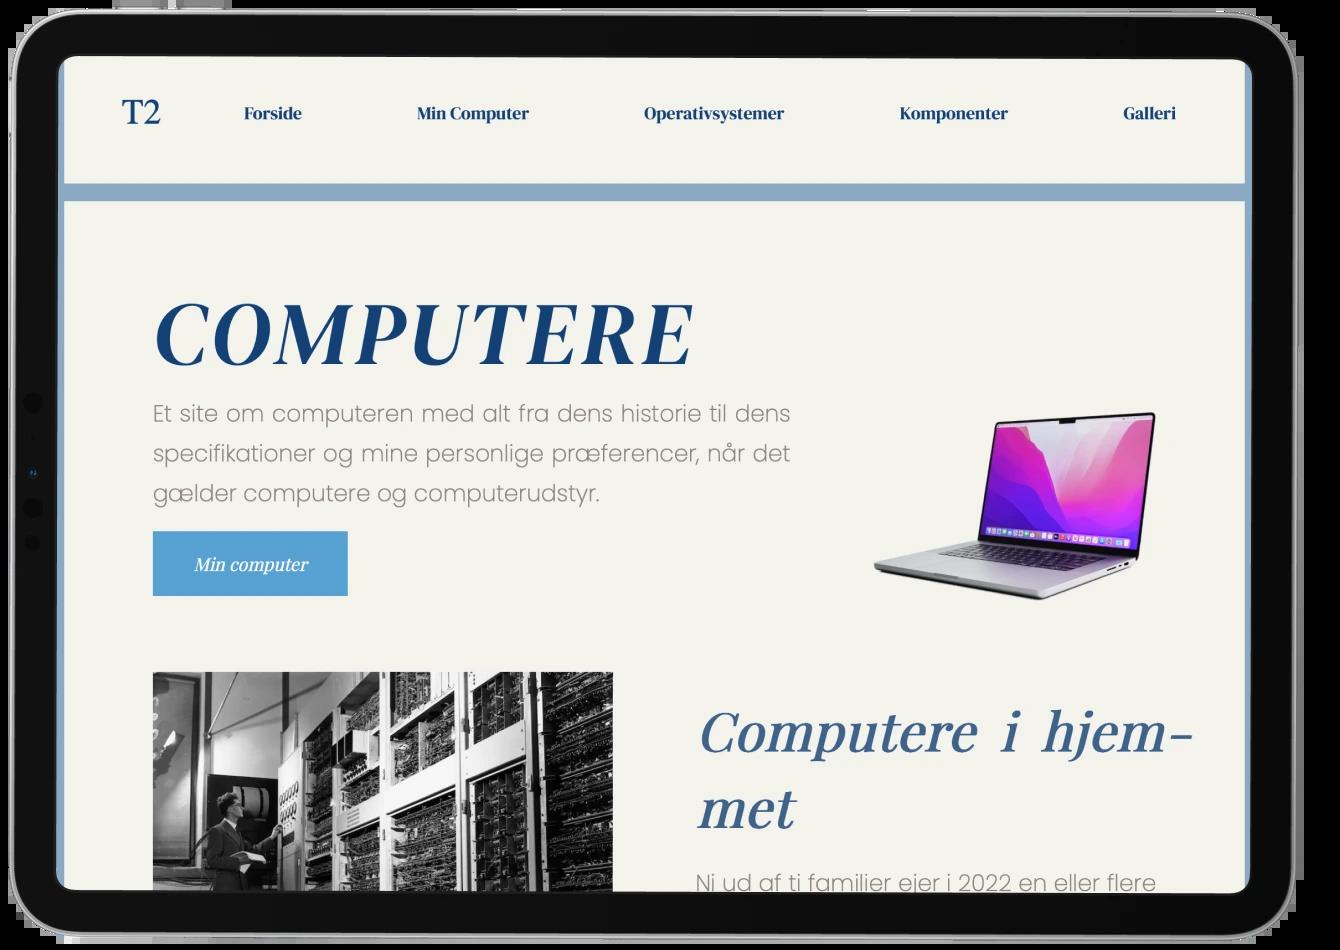 T2 Forside Min Computer Operativsystemer Komponenter Galleri
COMPUTERE
Et site om computeren med alt fra dens historie til dens
specifikationer og mine personlige præferencer, når det
gælder computere og computerudstyr.
Min computer
Computere i hjem-
met
Ni ud af ti familier ejer i 2022 en eller flere